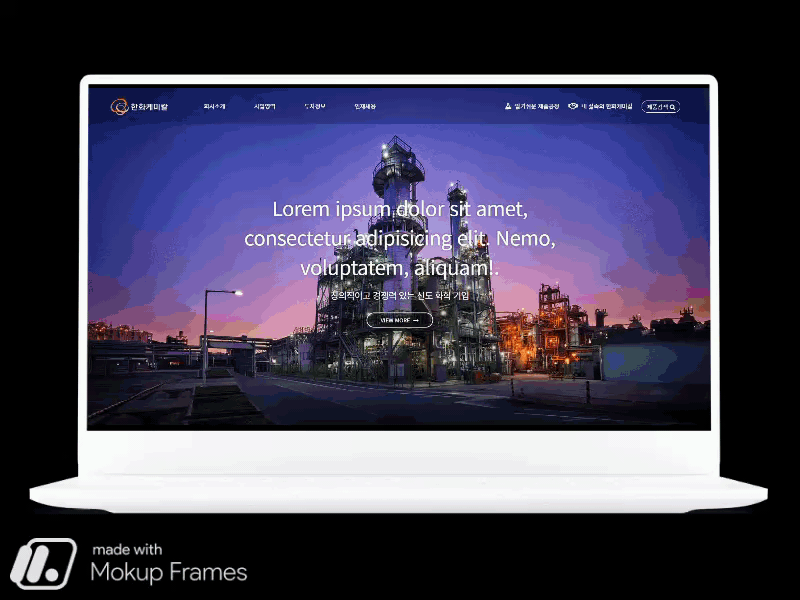 한화케미칼
회사소개 사업영역 투자정보 인재채용 알기쉬운 제품공정 내 삶속의 한화케미칼 제품검색
Lorem ipsum dolor sit amet,
consectetur adipisicing elit. Nemo,
voluptatem, aliquam!.
창의적이고 경쟁력 있는 선도 화학 기업
VIEW MORE →
made with
Mokup Frames